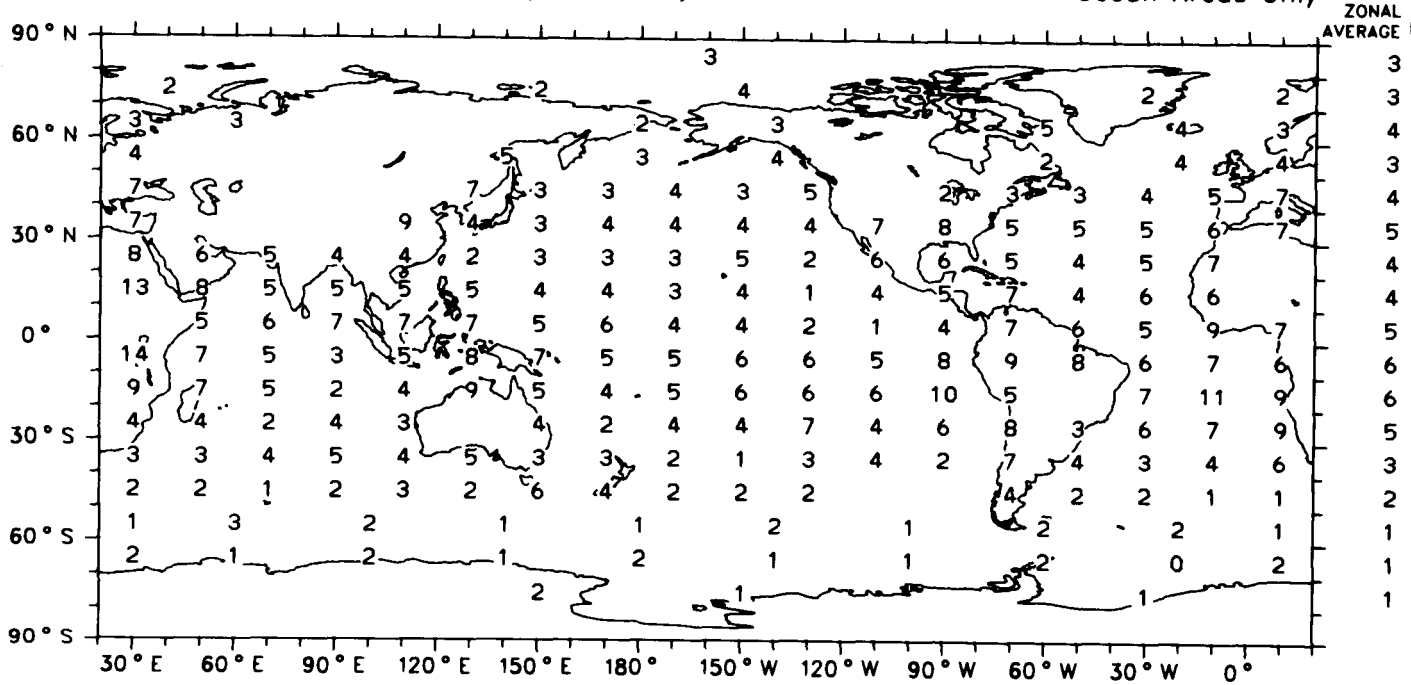 Ocean Areas Only
ZONAL
AVERAGE
90° N
3 3
2 2 4 2 2 3
3 3 2 3 5 4 3 4
60° N
4 5 3 4 2 4 4 3
7 7 3 3 4 3 5 2 3 3 4 5 7 4
7 9 4 3 4 4 4 4 7 8 5 5 5 6 7 5
30° N
8 6 5 4 4 2 3 3 3 5 2 6 6 5 4 5 7 4
13 8 5 5 5 5 4 4 3 4 1 4 5 7 4 6 6 4
5 6 7 7 7 5 6 4 4 2 1 4 7 6 5 9 7 5
0°
14 7 5 3 5 8 7 5 5 6 6 5 8 9 8 6 7 6 6
9 7 5 2 4 9 5 4 5 6 6 6 10 5 7 11 9 6
4 4 2 4 3 4 2 4 4 7 4 6 8 3 6 7 9 5
30° S
3 3 4 5 4 5 3 3 2 1 3 4 2 7 4 3 4 6 3
2 2 1 2 3 2 6 4 2 2 2 4 2 2 1 1 2
1 3 2 1 1 2 1 2 2 1 1
60° S
2 1 2 1 2 1 1 2 0 2 1
2 1 1 1
90° S
30° E 60° E 90° E 120° E 150° E 180° 150° W 120° W 90° W 60° W 30° W 0°